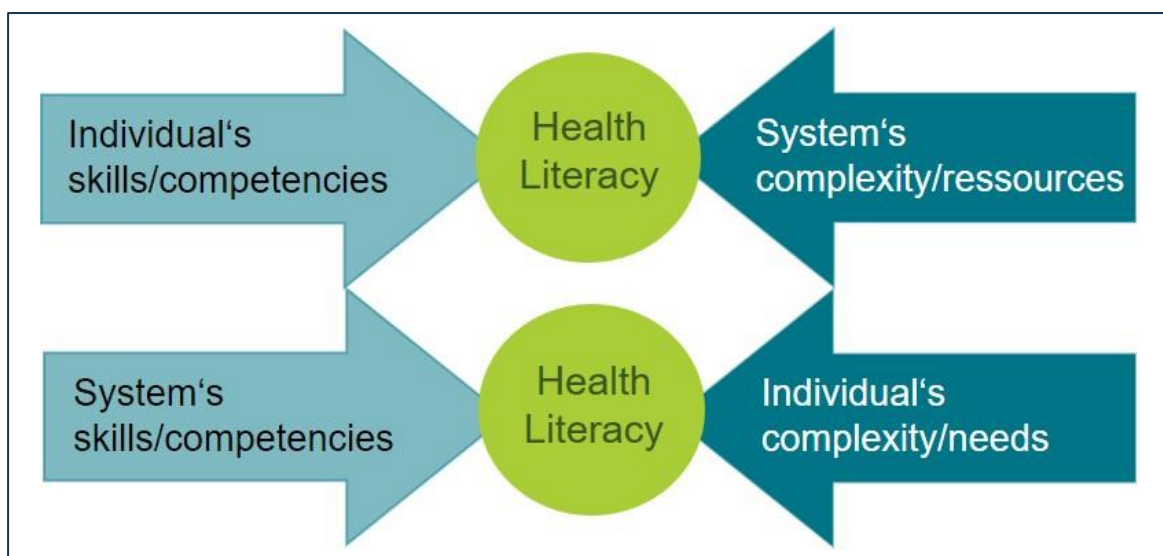 Individual‘s
skills/competencies
Health
Literacy
System‘s
complexity/ressources
System‘s
skills/competencies
Health
Literacy
Individual‘s
complexity/needs